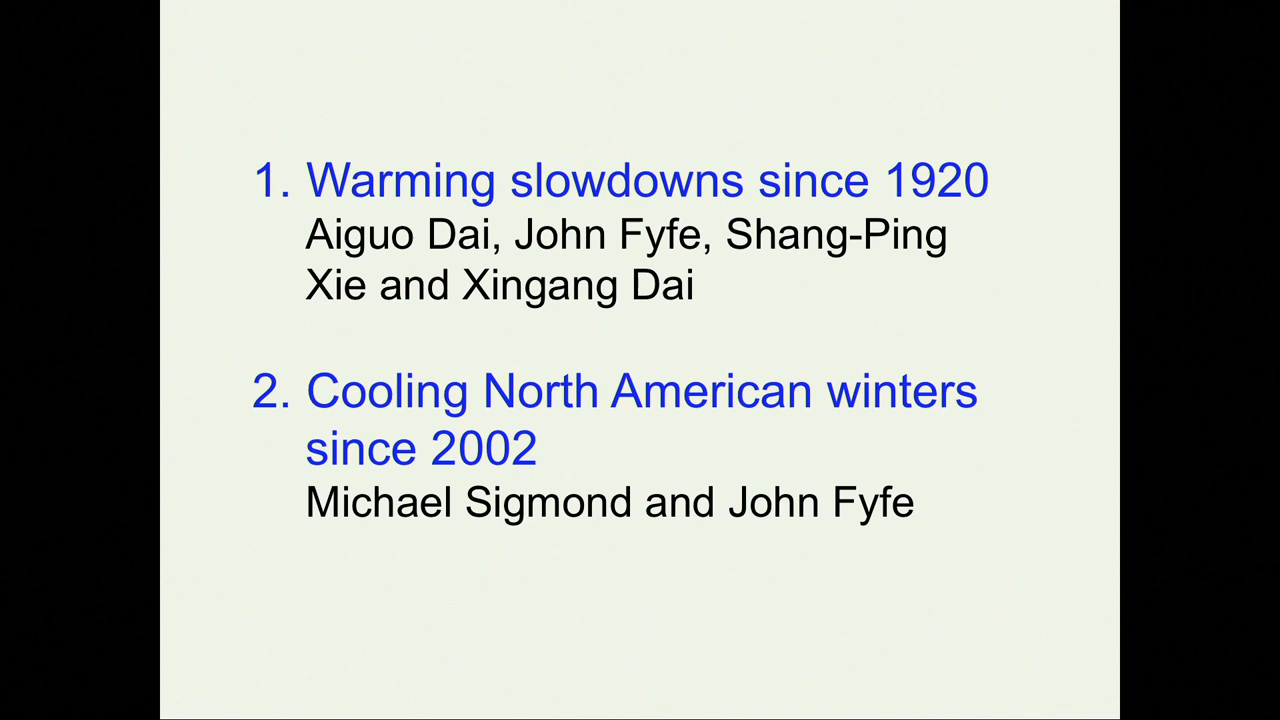 1. Warming slowdowns since 1920
Aiguo Dai, John Fyfe, Shang-Ping
Xie and Xingang Dai
2. Cooling North American winters
since 2002
Michael Sigmond and John Fyfe